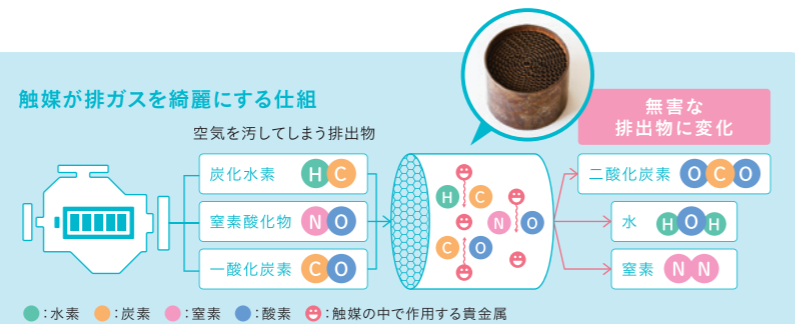 触媒が排ガスを綺麗にする仕組
無害な
排出物に変化
空気を汚してしまう排出物
炭化水素 H C
窒素酸化物 N O
一酸化炭素 C O
H C
N O
C O
二酸化炭素 O C O
水 H O H
窒素 N N
:水素 :炭素 :窒素 :酸素 :触媒の中で作用する貴金属